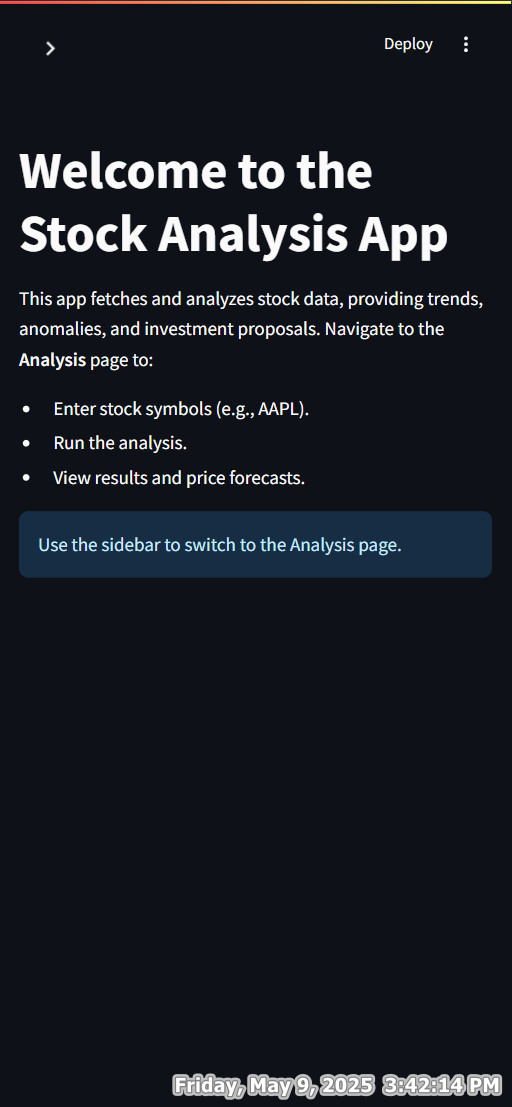 Deploy
Welcome to the
Stock Analysis App
This app fetches and analyzes stock data, providing trends,
anomalies, and investment proposals. Navigate to the
Analysis page to:
• Enter stock symbols (e.g., AAPL).
• Run the analysis.
• View results and price forecasts.
Use the sidebar to switch to the Analysis page.
Friday, May 9, 2025 3:42:14 PM